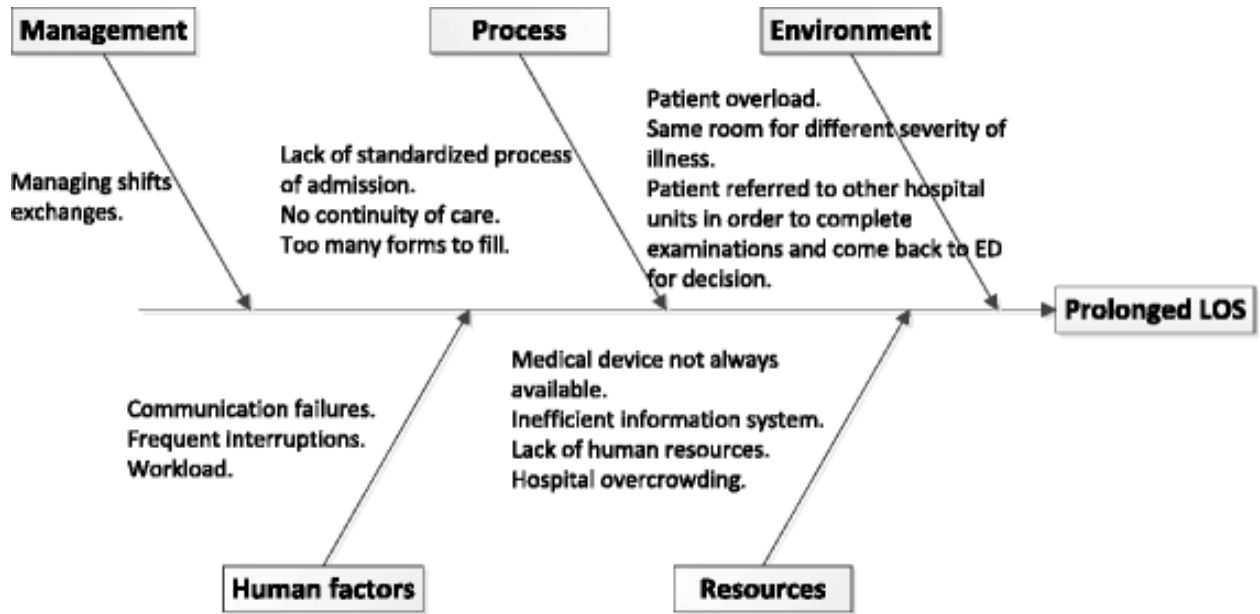 Management
Process
Environment
Managing shifts
exchanges.
Lack of standardized process
of admission.
No continuity of care.
Too many forms to fill.
Patient overload.
Same room for different severity of
illness.
Patient referred to other hospital
units in order to complete
examinations and come back to ED
for decision.
Prolonged LOS
Communication failures.
Frequent interruptions.
Workload.
Medical device not always
available.
Inefficient information system.
Lack of human resources.
Hospital overcrowding.
Human factors
Resources